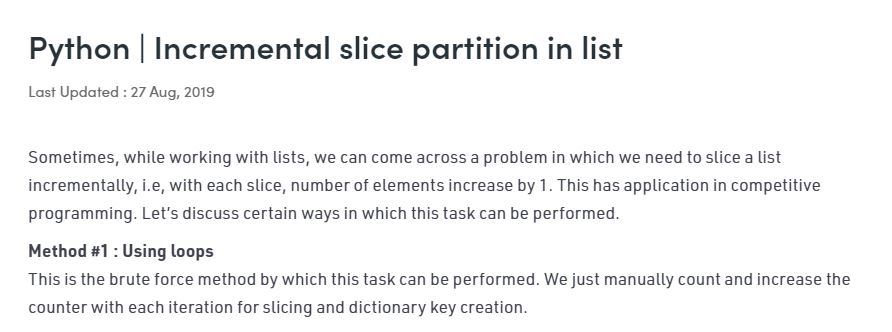 Python | Incremental slice partition in list
Last Updated : 27 Aug, 2019
Sometimes, while working with lists, we can come across a problem in which we need to slice a list
incrementally, i.e, with each slice, number of elements increase by 1. This has application in competitive
programming. Let’s discuss certain ways in which this task can be performed.
Method #1 : Using loops
This is the brute force method by which this task can be performed. We just manually count and increase the
counter with each iteration for slicing and dictionary key creation.